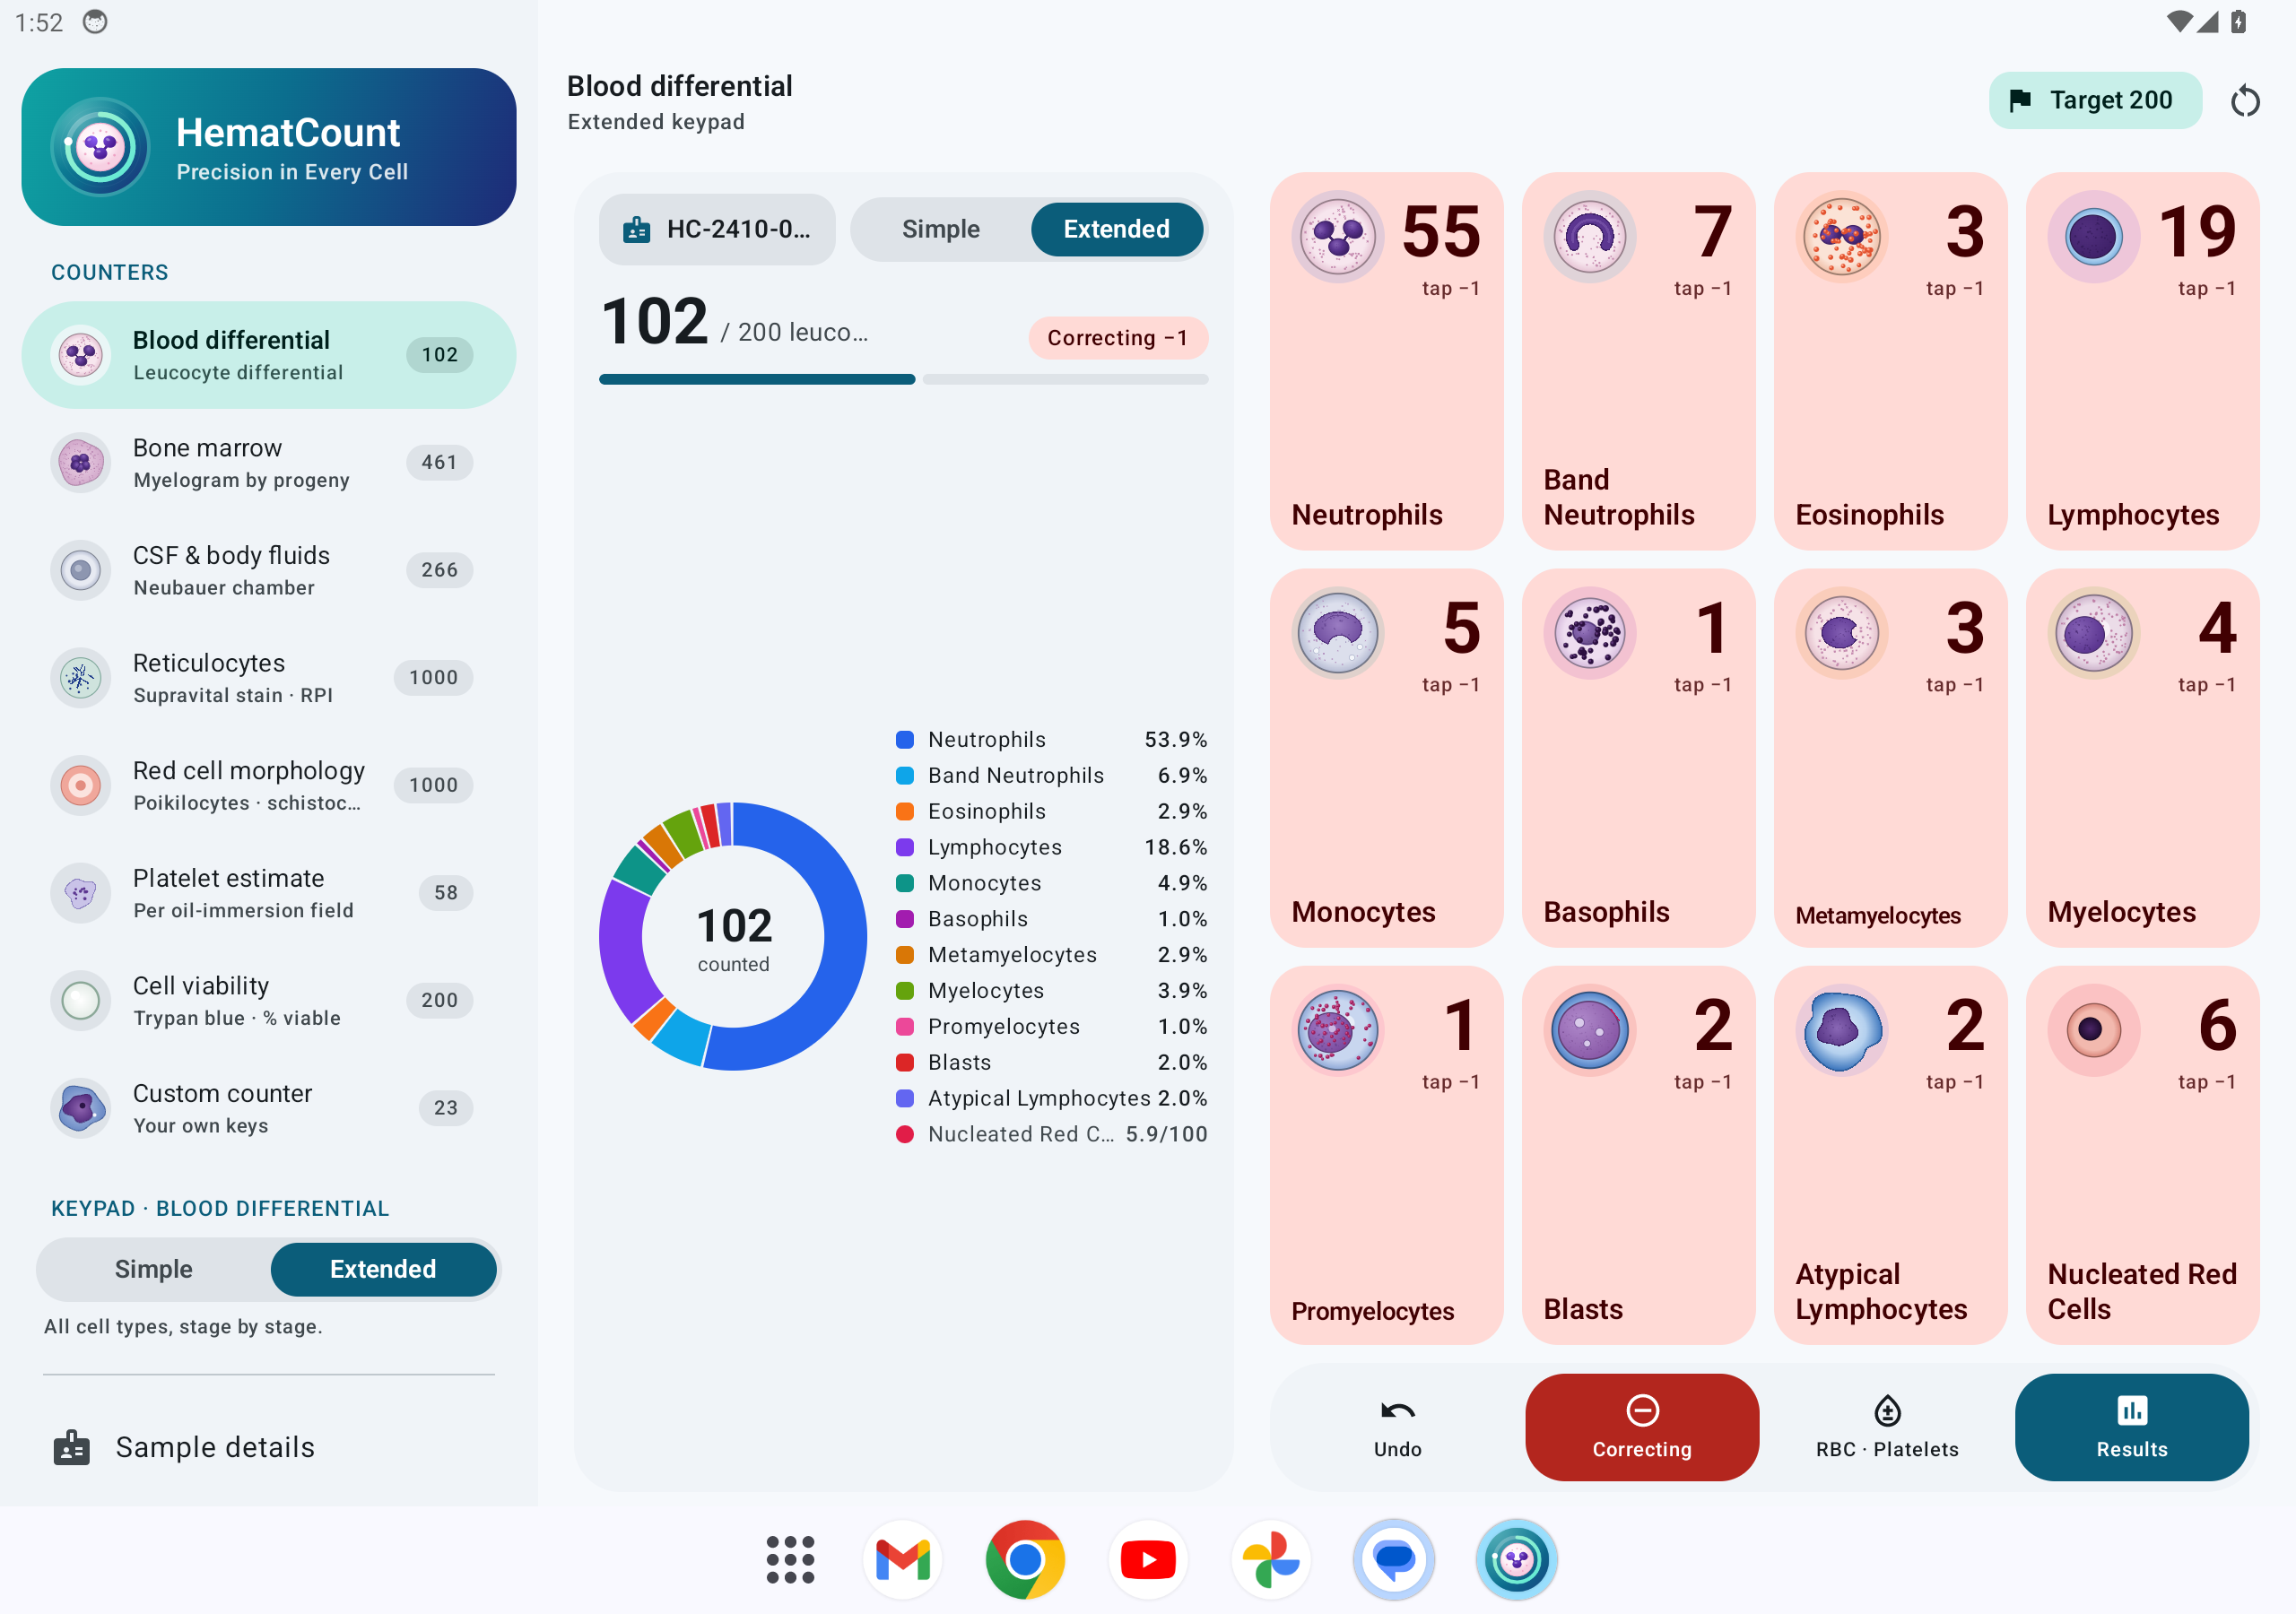 1:52
HematCount
Precision in Every Cell
COUNTERS
Blood differential
Leucocyte differential
102
Bone marrow
Myelogram by progeny
461
CSF & body fluids
Neubauer chamber
266
Reticulocytes
Supravital stain · RPI
1000
Red cell morphology
Poikilocytes · schistoc...
1000
Platelet estimate
Per oil-immersion field
58
Cell viability
Trypan blue · % viable
200
Custom counter
Your own keys
23
KEYPAD · BLOOD DIFFERENTIAL
Simple
Extended
All cell types, stage by stage.
Sample details
Blood differential
Extended keypad
Target 200
HC-2410-0...
Simple
Extended
102 / 200 leuco...
Correcting −1
102
counted
Neutrophils 53.9%
Band Neutrophils 6.9%
Eosinophils 2.9%
Lymphocytes 18.6%
Monocytes 4.9%
Basophils 1.0%
Metamyelocytes 2.9%
Myelocytes 3.9%
Promyelocytes 1.0%
Blasts 2.0%
Atypical Lymphocytes 2.0%
Nucleated Red C... 5.9/100
55
tap −1
Neutrophils
7
tap −1
Band
Neutrophils
3
tap −1
Eosinophils
19
tap −1
Lymphocytes
5
tap −1
Monocytes
1
tap −1
Basophils
3
tap −1
Metamyelocytes
4
tap −1
Myelocytes
1
tap −1
Promyelocytes
2
tap −1
Blasts
2
tap −1
Atypical
Lymphocytes
6
tap −1
Nucleated Red
Cells
Undo
Correcting
RBC · Platelets
Results